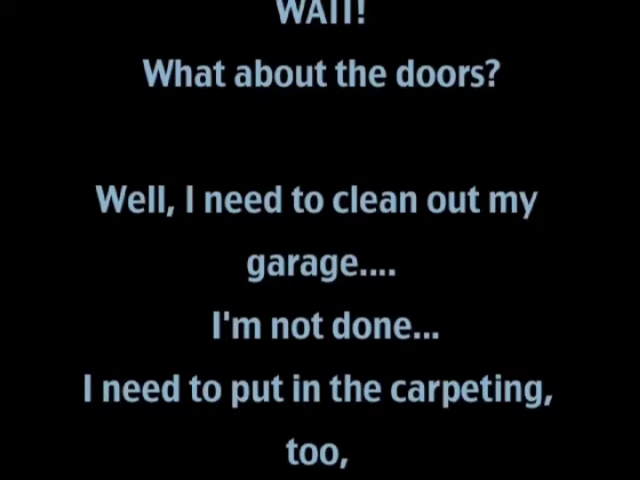 WAIT!
What about the doors?
Well, I need to clean out my
garage....
I'm not done...
I need to put in the carpeting,
too,